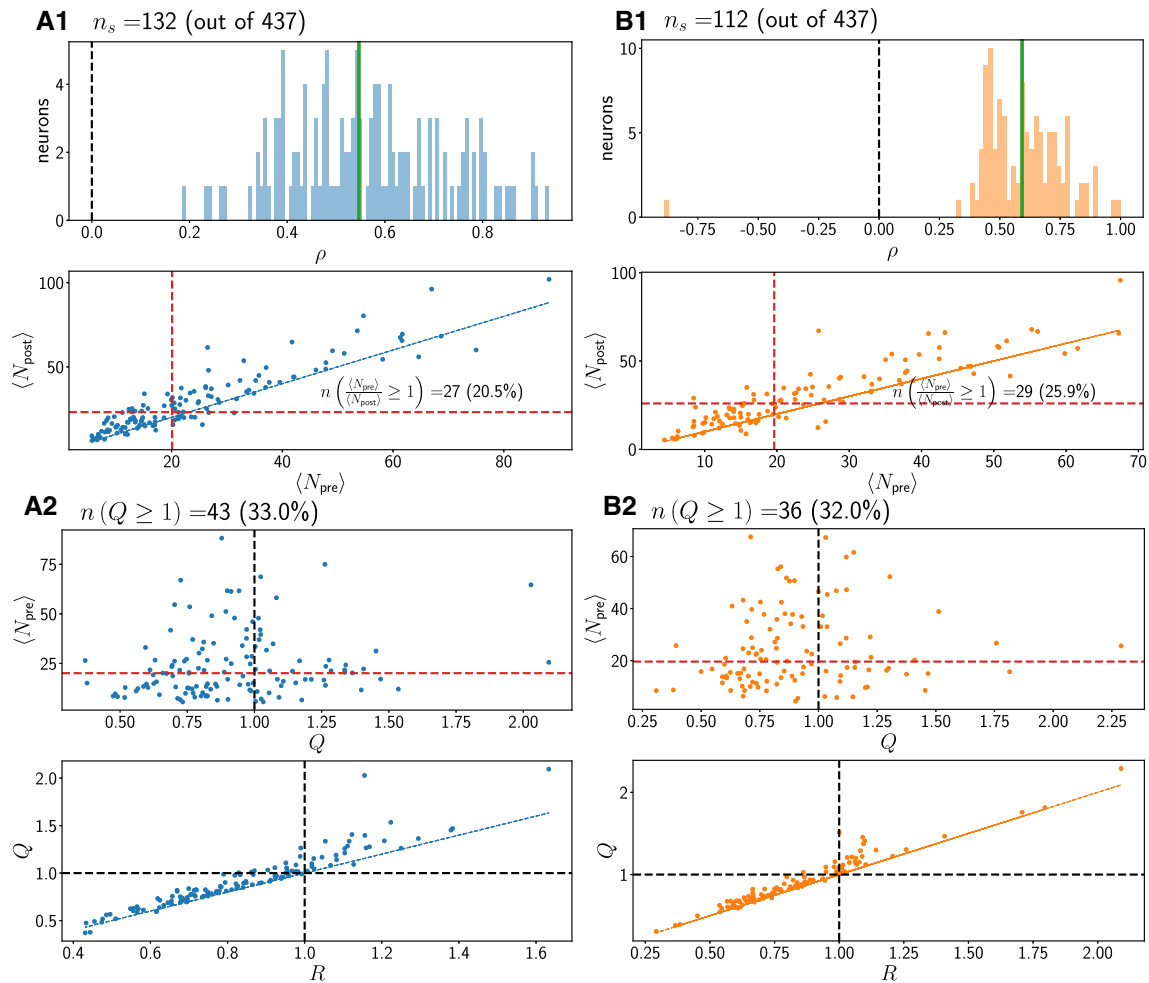 A1 n_s =132 (out of 437)
neurons
4
2
0
0.0 0.2 0.4 0.6 0.8
ρ
⟨N_post⟩
100
50
n(⟨N_pre⟩/⟨N_post⟩ ≥ 1) =27 (20.5%)
20 40 60 80
⟨N_pre⟩
B1 n_s =112 (out of 437)
neurons
10
5
0
-0.75 -0.50 -0.25 0.00 0.25 0.50 0.75 1.00
ρ
⟨N_post⟩
100
50
0
n(⟨N_pre⟩/⟨N_post⟩ ≥ 1) =29 (25.9%)
10 20 30 40 50 60 70
⟨N_pre⟩
A2 n (Q ≥ 1) =43 (33.0%)
⟨N_pre⟩
75
50
25
0.50 0.75 1.00 1.25 1.50 1.75 2.00
Q
Q
2.0
1.5
1.0
0.5
0.4 0.6 0.8 1.0 1.2 1.4 1.6
R
B2 n (Q ≥ 1) =36 (32.0%)
⟨N_pre⟩
60
40
20
0.25 0.50 0.75 1.00 1.25 1.50 1.75 2.00 2.25
Q
Q
2
1
0.25 0.50 0.75 1.00 1.25 1.50 1.75 2.00
R